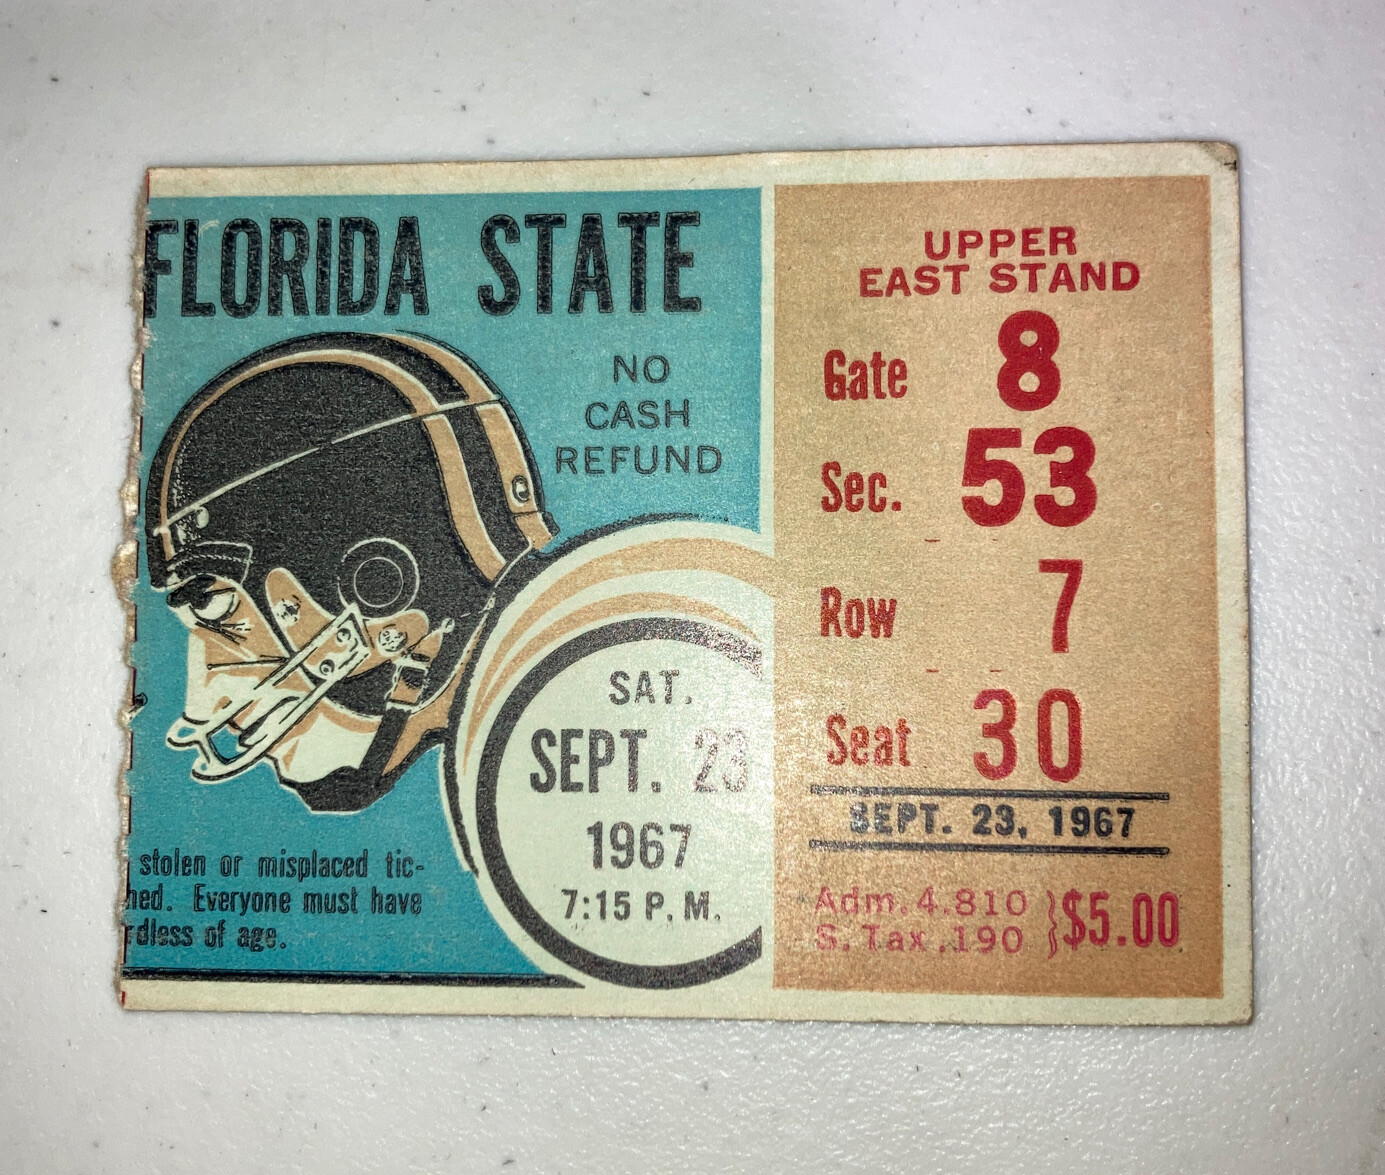 FLORIDA STATE
NO
CASH
REFUND
SAT.
SEPT. 23
1967
7:15 P. M.
stolen or misplaced tic-
hed. Everyone must have
rdless of age.
UPPER
EAST STAND
Gate 8
Sec. 53
Row 7
Seat 30
SEPT. 23, 1967
Adm. 4.810
S. Tax .190 } $5.00